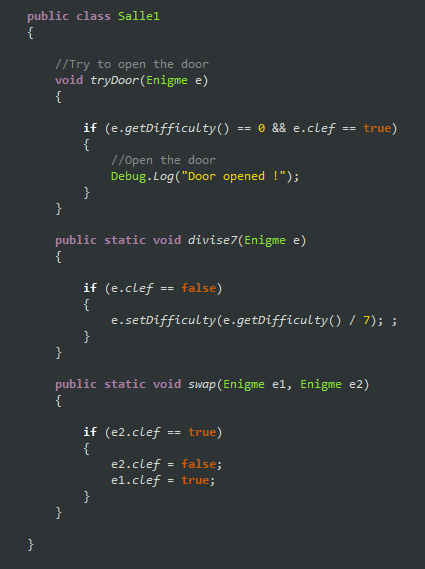 public class Salle1
{
//Try to open the door
void tryDoor(Enigme e)
{
if (e.getDifficulty() == 0 && e.clef == true)
{
//Open the door
Debug.Log("Door opened !");
}
}
public static void divise7(Enigme e)
{
if (e.clef == false)
{
e.setDifficulty(e.getDifficulty() / 7); ;
}
}
public static void swap(Enigme e1, Enigme e2)
{
if (e2.clef == true)
{
e2.clef = false;
e1.clef = true;
}
}
}